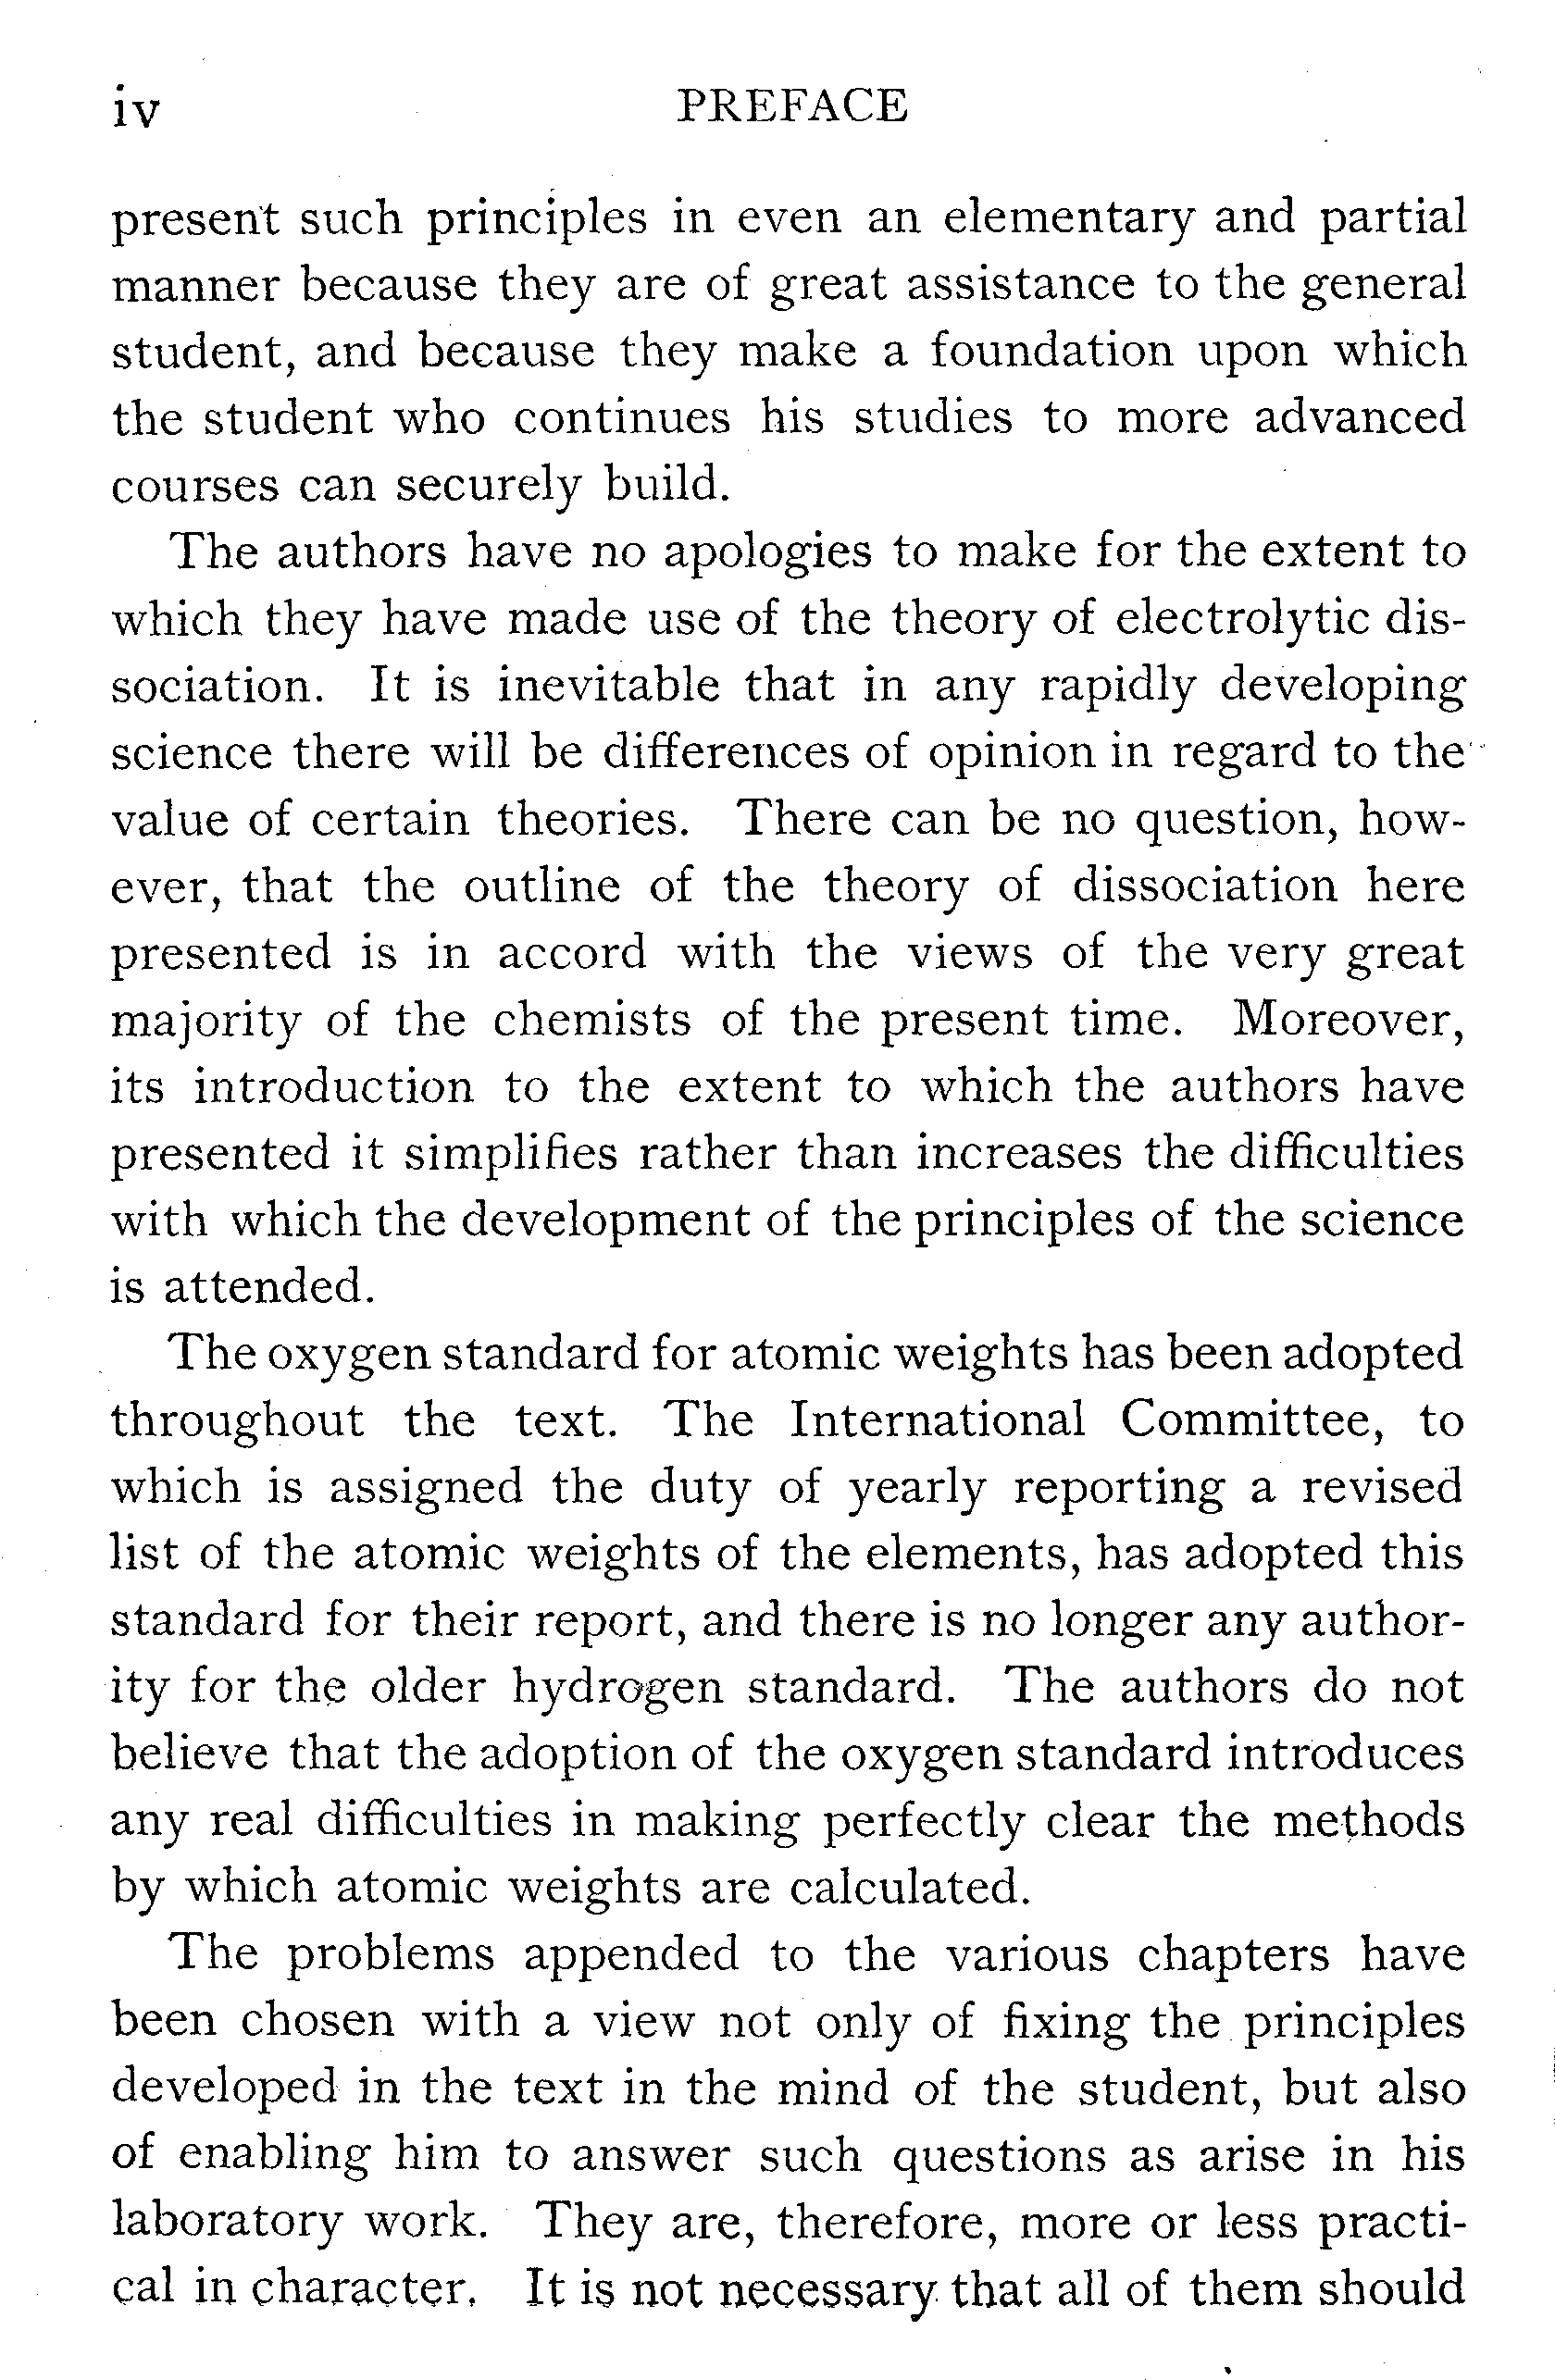 iv PREFACE
present such principles in even an elementary and partial
manner because they are of great assistance to the general
student, and because they make a foundation upon which
the student who continues his studies to more advanced
courses can securely build.
The authors have no apologies to make for the extent to
which they have made use of the theory of electrolytic dis-
sociation. It is inevitable that in any rapidly developing
science there will be differences of opinion in regard to the
value of certain theories. There can be no question, how-
ever, that the outline of the theory of dissociation here
presented is in accord with the views of the very great
majority of the chemists of the present time. Moreover,
its introduction to the extent to which the authors have
presented it simplifies rather than increases the difficulties
with which the development of the principles of the science
is attended.
The oxygen standard for atomic weights has been adopted
throughout the text. The International Committee, to
which is assigned the duty of yearly reporting a revised
list of the atomic weights of the elements, has adopted this
standard for their report, and there is no longer any author-
ity for the older hydrogen standard. The authors do not
believe that the adoption of the oxygen standard introduces
any real difficulties in making perfectly clear the methods
by which atomic weights are calculated.
The problems appended to the various chapters have
been chosen with a view not only of fixing the principles
developed in the text in the mind of the student, but also
of enabling him to answer such questions as arise in his
laboratory work. They are, therefore, more or less practi-
cal in character. It is not necessary that all of them should